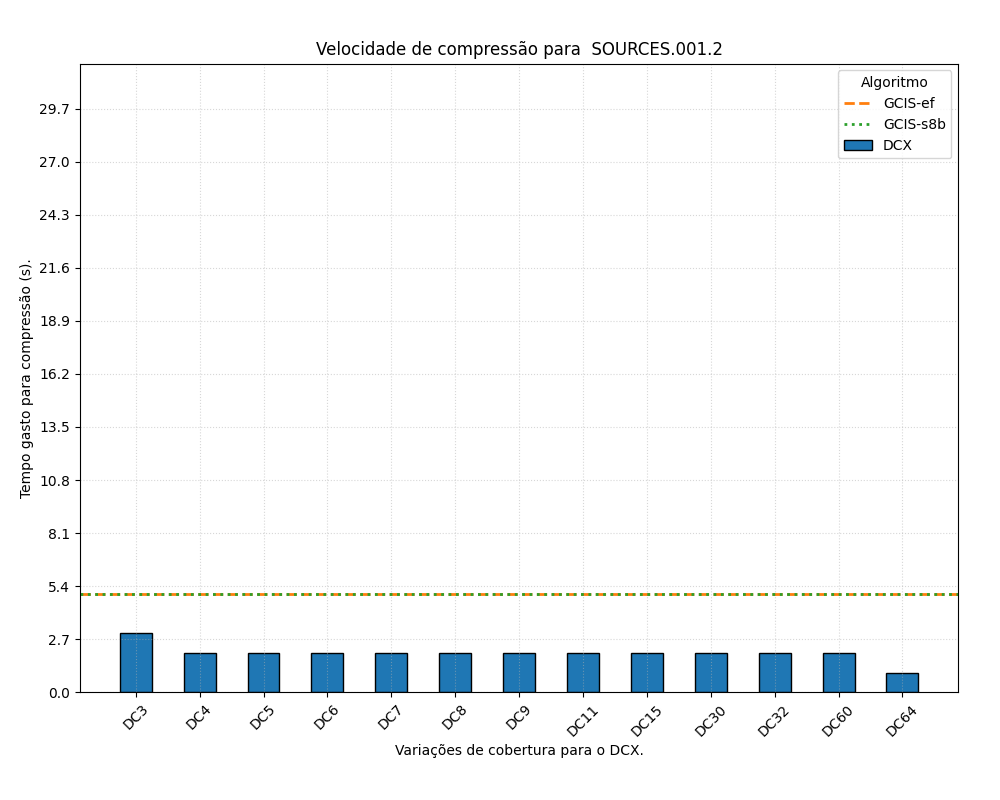 Velocidade de compressão para  SOURCES.001.2
Algoritmo
GCIS-ef
GCIS-s8b
DCX
Tempo gasto para compressão (s).
29.7
27.0
24.3
21.6
18.9
16.2
13.5
10.8
8.1
5.4
2.7
0.0
DC3 DC4 DC5 DC6 DC7 DC8 DC9 DC11 DC15 DC30 DC32 DC60 DC64
Variações de cobertura para o DCX.